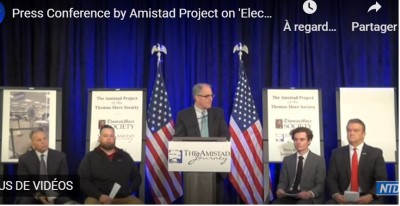 Press Conference by Amistad Project on 'Elec...
À regard...
Partager
The Amistad Project
of the
Thomas More Society
Thomas More
SOCIETY
The Amistad Project
of the
Thomas More Society
Thomas More
SOCIETY
THE AMISTAD
Journey
US DE VIDÉOS
NTD